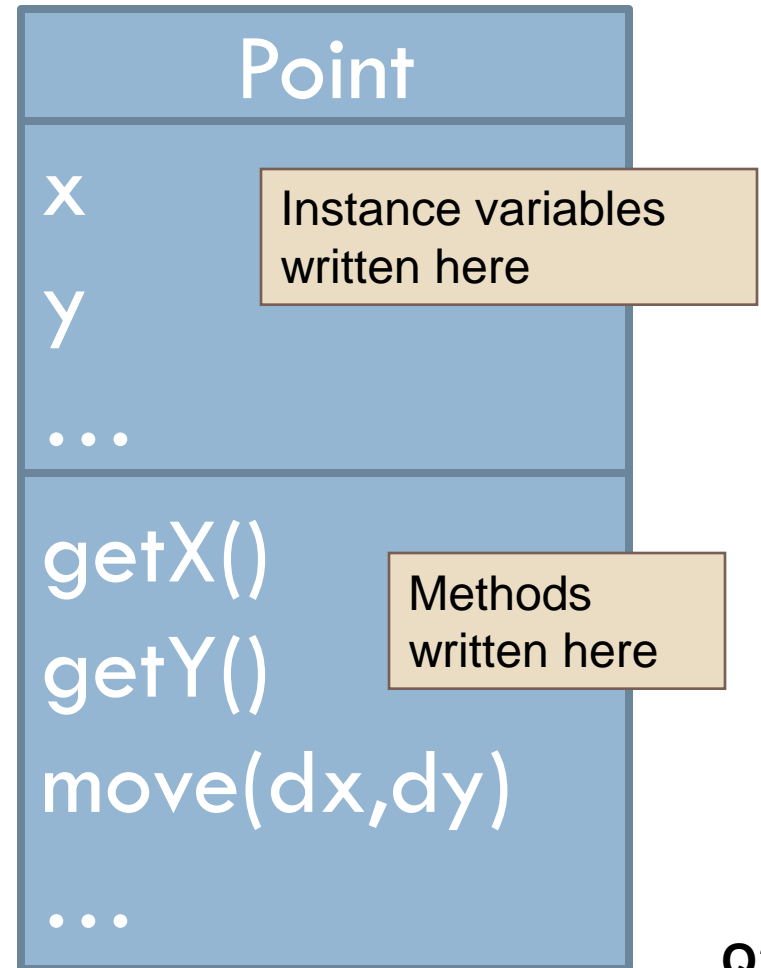 Point
x
Instance variables
written here
y
...
getX()
Methods
written here
getY()
move(dx,dy)
...